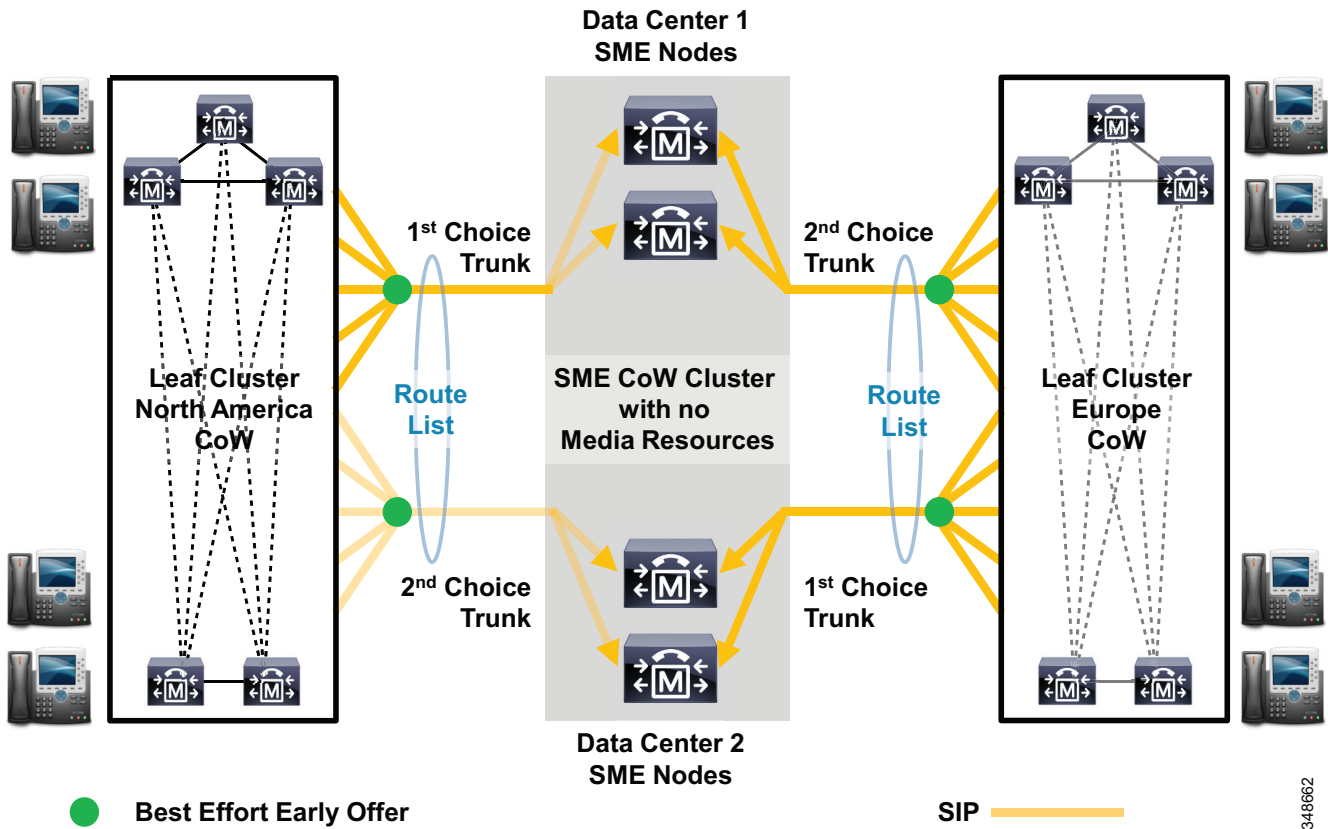 Data Center 1
SME Nodes
1st Choice
Trunk
2nd Choice
Trunk
Leaf Cluster
North America
CoW
Route
List
SME CoW Cluster
with no
Media Resources
Route
List
Leaf Cluster
Europe
CoW
2nd Choice
Trunk
1st Choice
Trunk
Data Center 2
SME Nodes
Best Effort Early Offer
SIP
348662
M
M
M
M
M
M
M
M
M
M
M
M
M
M